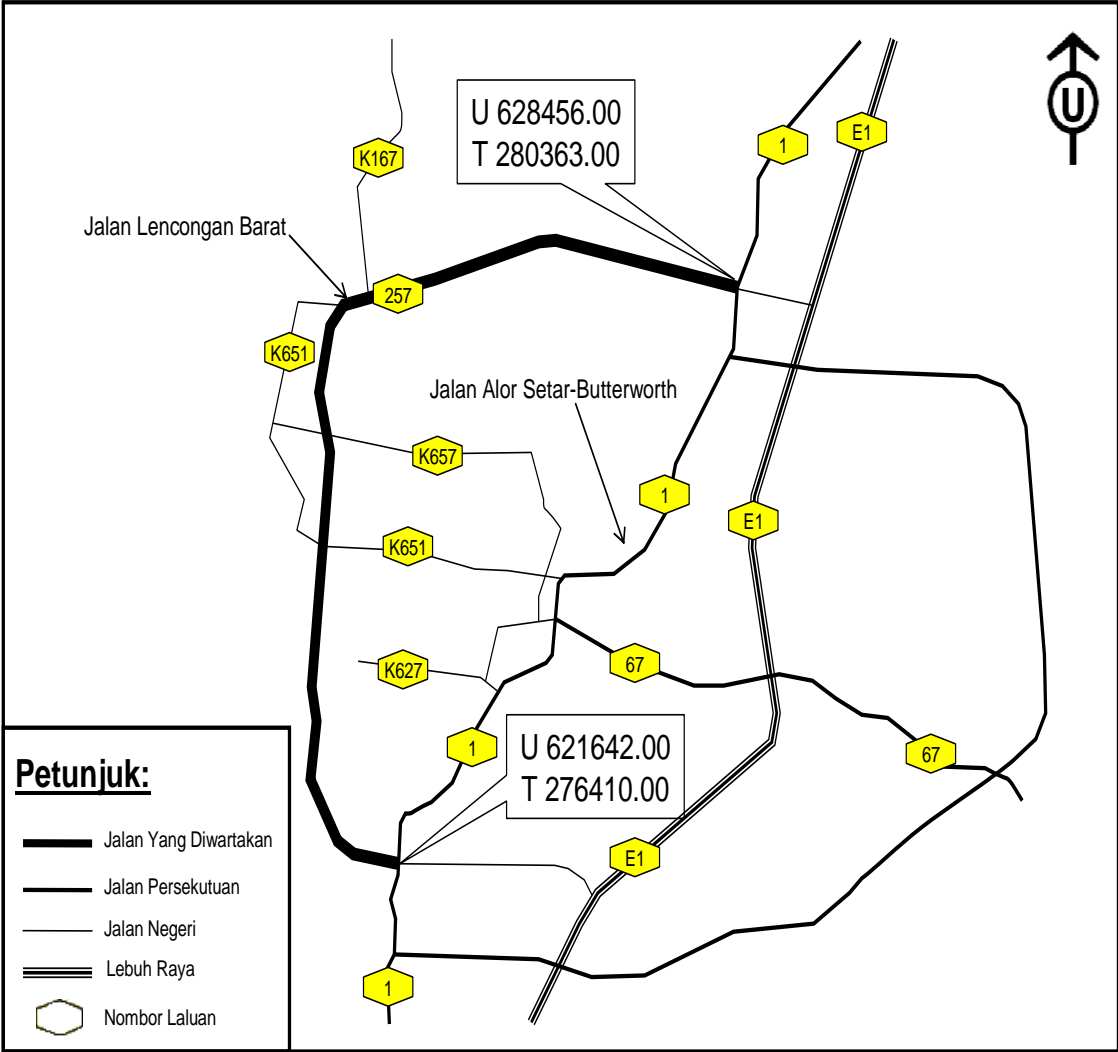 U 628456.00
T 280363.00
U
1
E1
K167
Jalan Lencongan Barat
257
K651
Jalan Alor Setar-Butterworth
K657
1
E1
K651
67
K627
1
U 621642.00
T 276410.00
67
E1
1
Petunjuk:
Jalan Yang Diwartakan
Jalan Persekutuan
Jalan Negeri
Lebuh Raya
Nombor Laluan